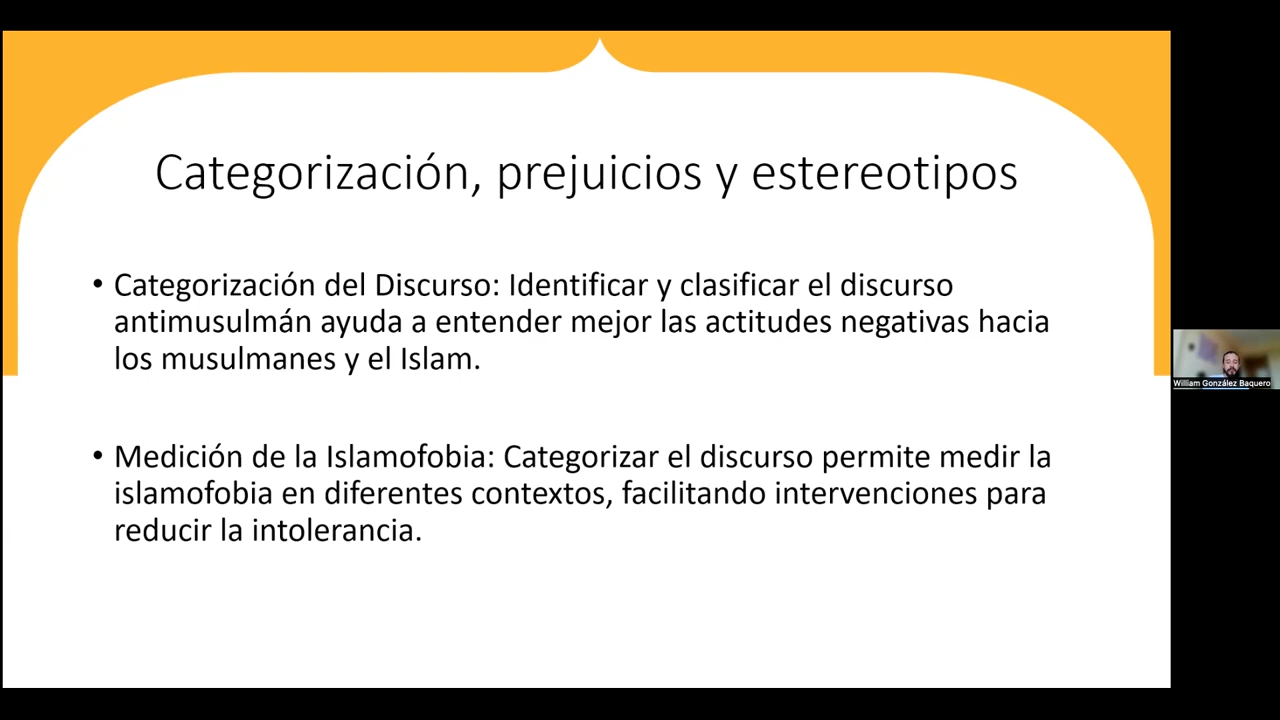 Categorización, prejuicios y estereotipos
• Categorización del Discurso: Identificar y clasificar el discurso
antimusulmán ayuda a entender mejor las actitudes negativas hacia
los musulmanes y el Islam.
• Medición de la Islamofobia: Categorizar el discurso permite medir la
islamofobia en diferentes contextos, facilitando intervenciones para
reducir la intolerancia.
William González Baquero